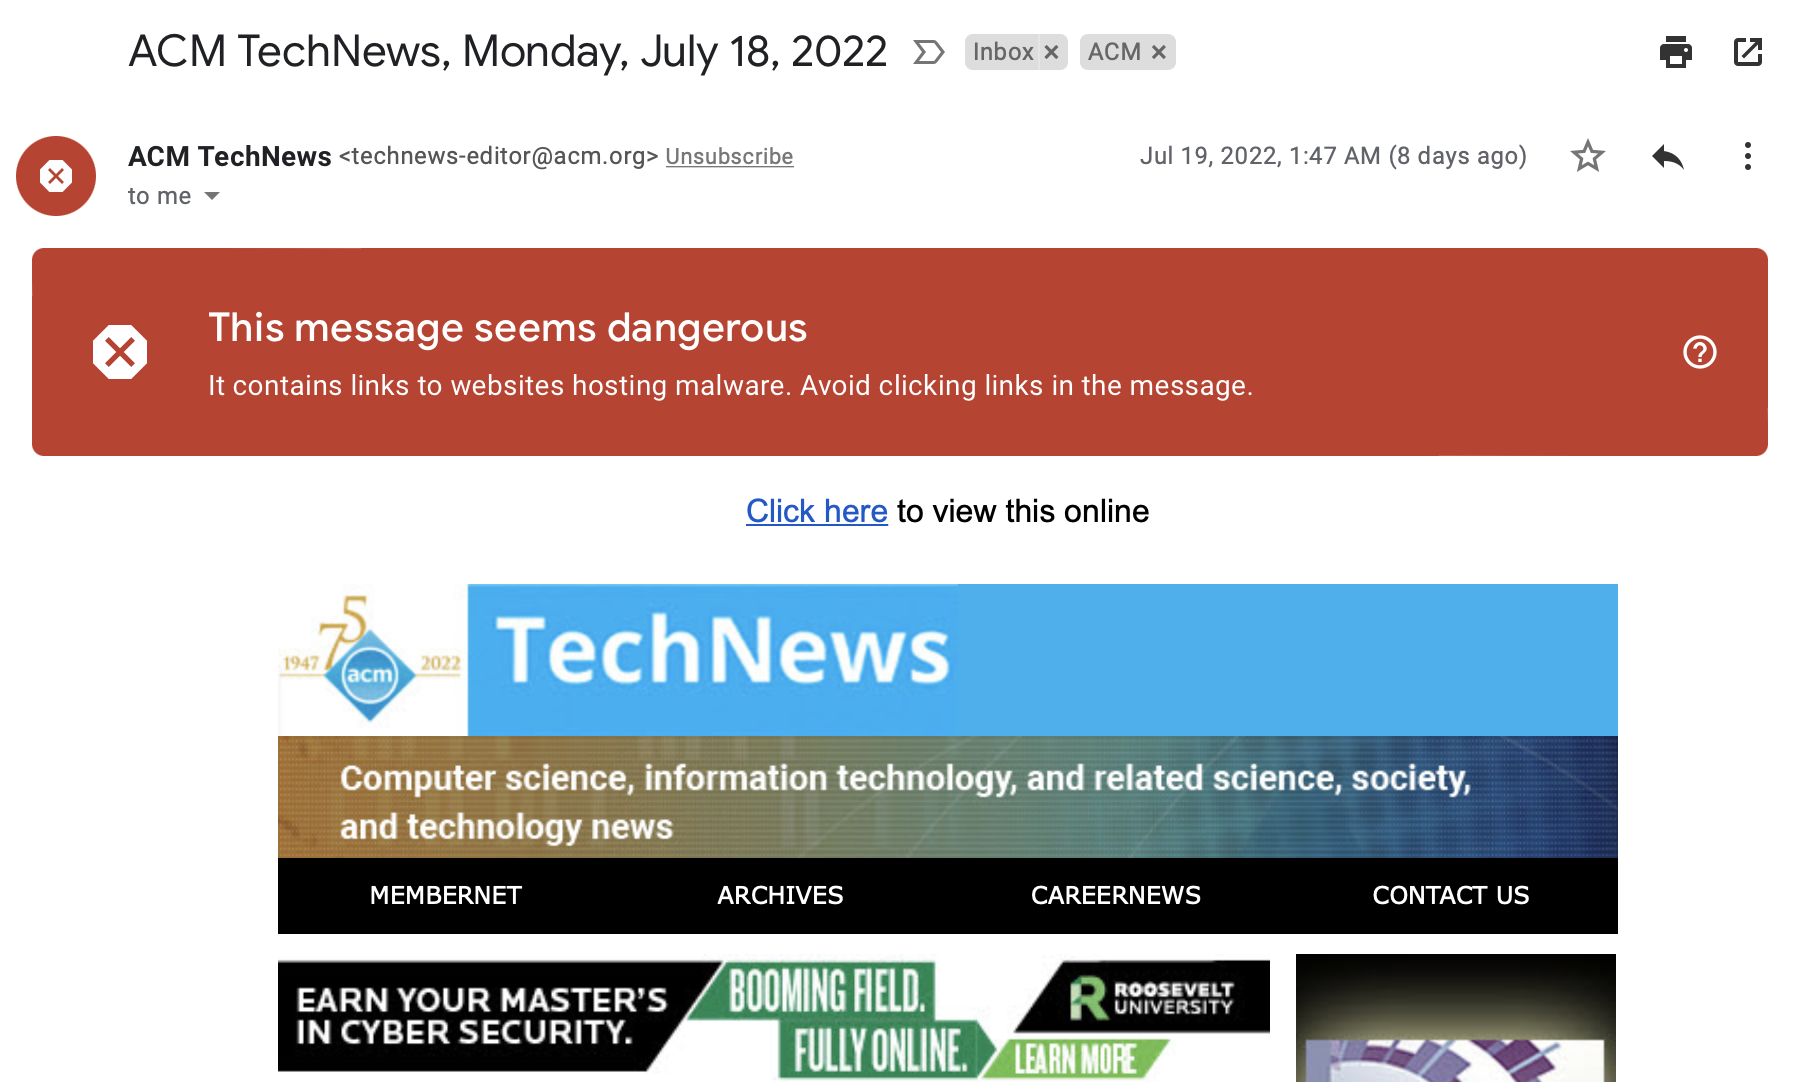 ACM TechNews, Monday, July 18, 2022 Inbox × ACM ×
ACM TechNews <technews-editor@acm.org> Unsubscribe Jul 19, 2022, 1:47 AM (8 days ago)
to me
This message seems dangerous
It contains links to websites hosting malware. Avoid clicking links in the message.
Click here to view this online
75
1947 2022
acm
TechNews
Computer science, information technology, and related science, society,
and technology news
MEMBERNET ARCHIVES CAREERNEWS CONTACT US
EARN YOUR MASTER'S
IN CYBER SECURITY.
BOOMING FIELD.
FULLY ONLINE.
ROOSEVELT
UNIVERSITY
LEARN MORE